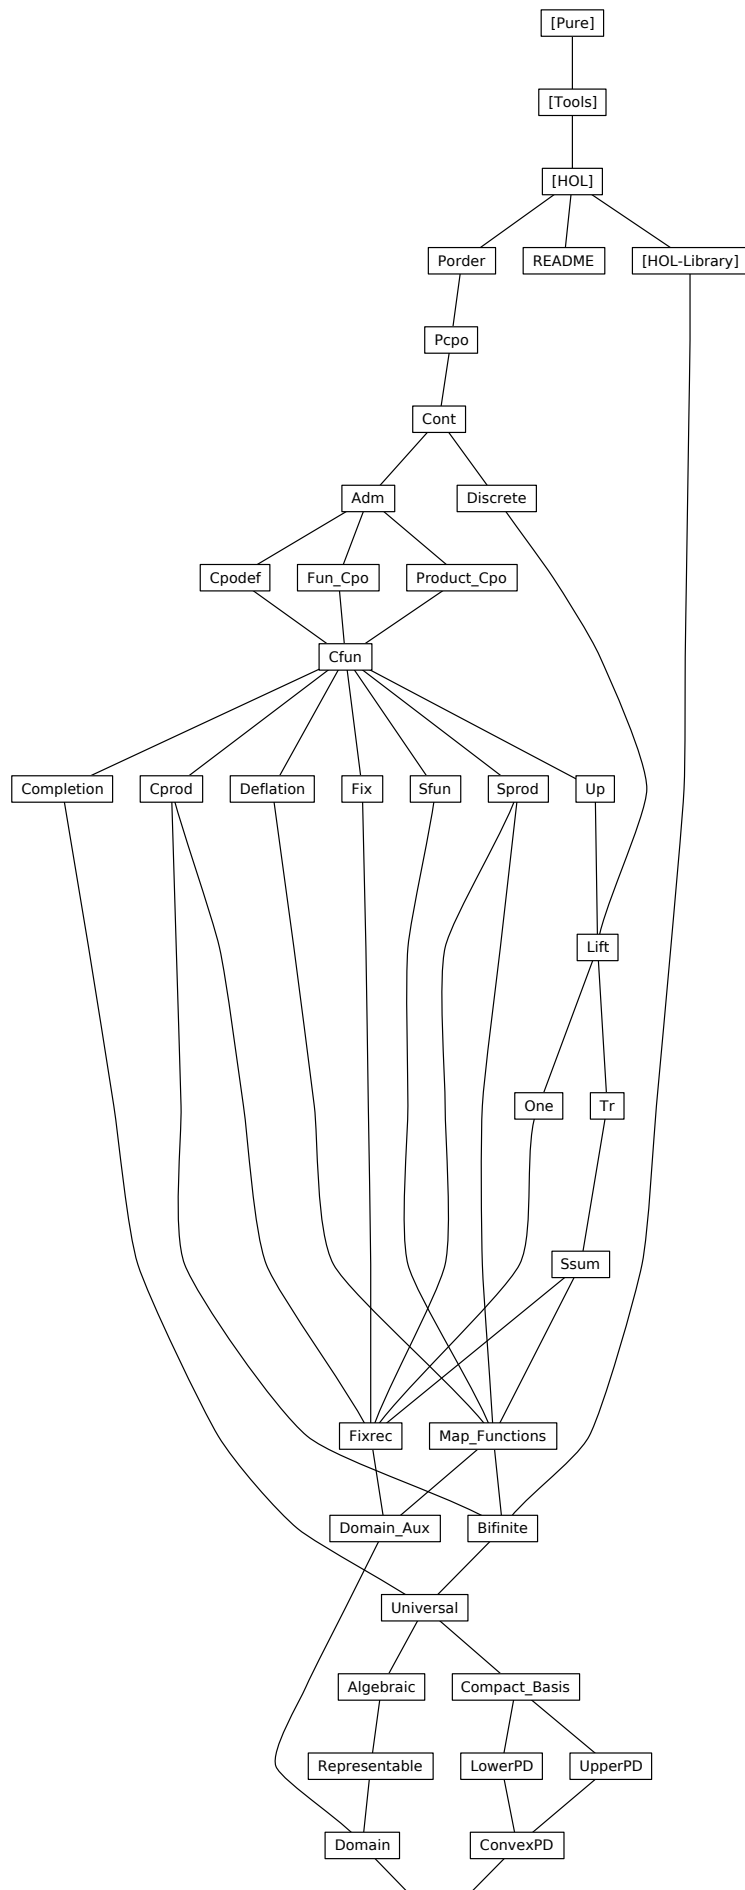 [Pure]
[Tools]
[HOL]
Porder README [HOL-Library]
Pcpo
Cont
Adm Discrete
Cpodef Fun_Cpo Product_Cpo
Cfun
Completion Cprod Deflation Fix Sfun Sprod Up
Lift
One Tr
Ssum
Fixrec Map_Functions
Domain_Aux Bifinite
Universal
Algebraic Compact_Basis
Representable LowerPD UpperPD
Domain ConvexPD